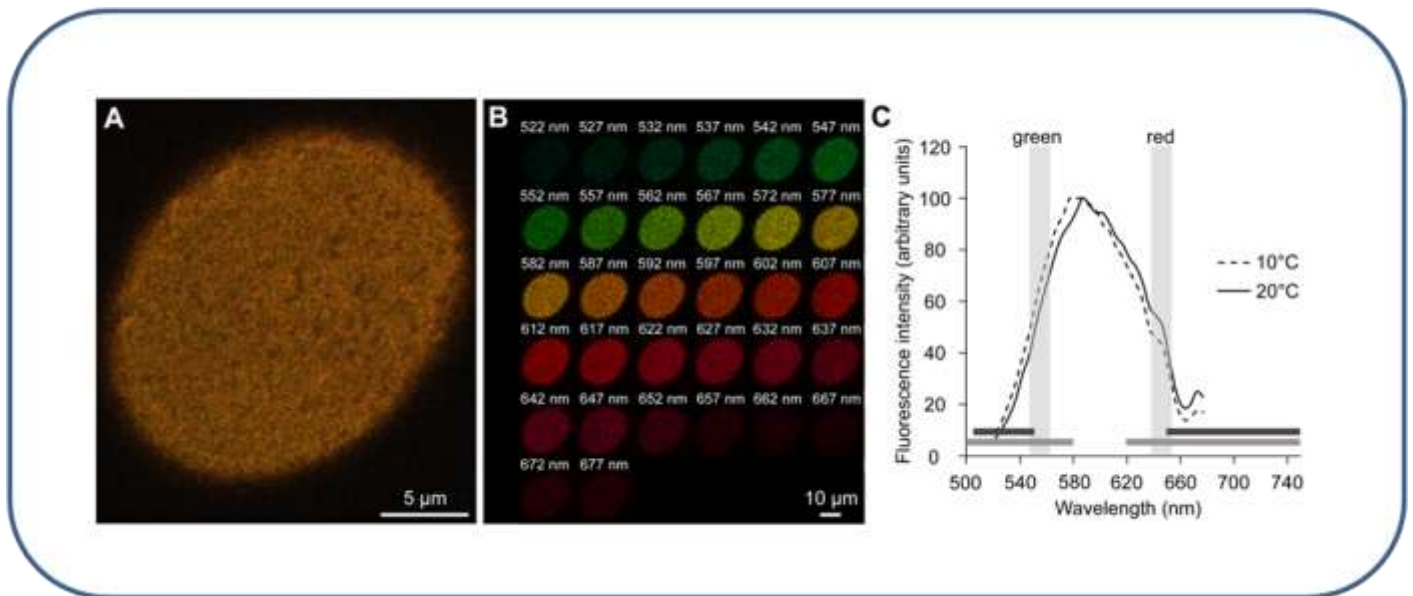 A
5 µm
B
522 nm 527 nm 532 nm 537 nm 542 nm 547 nm
552 nm 557 nm 562 nm 567 nm 572 nm 577 nm
582 nm 587 nm 592 nm 597 nm 602 nm 607 nm
612 nm 617 nm 622 nm 627 nm 632 nm 637 nm
642 nm 647 nm 652 nm 657 nm 662 nm 667 nm
672 nm 677 nm
10 µm
C
green red
Fluorescence intensity (arbitrary units)
120
100
80
60
40
20
0
10°C
20°C
500 540 580 620 660 700 740
Wavelength (nm)